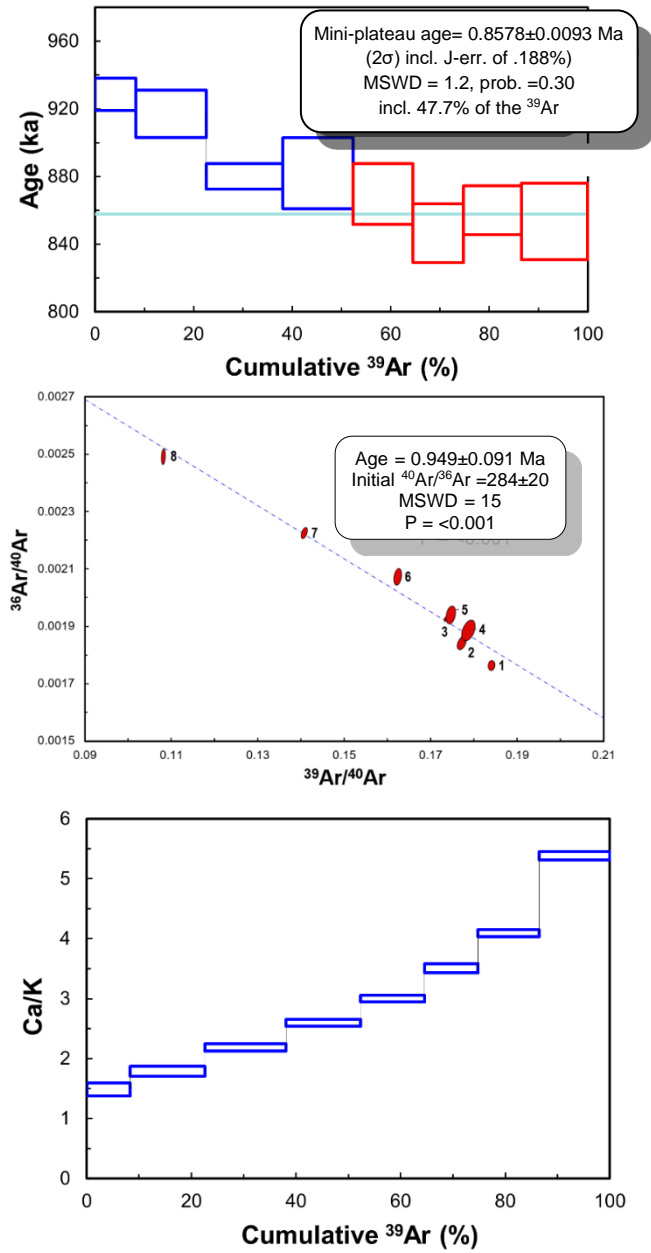 960
920
880
840
800
Age (ka)
Mini-plateau age= 0.8578±0.0093 Ma
(2σ) incl. J-err. of .188%)
MSWD = 1.2, prob. =0.30
incl. 47.7% of the ³⁹Ar
0 20 40 60 80 100
Cumulative ³⁹Ar (%)
0.0027
0.0025
0.0023
0.0021
0.0019
0.0017
0.0015
³⁶Ar/⁴⁰Ar
Age = 0.949±0.091 Ma
Initial ⁴⁰Ar/³⁶Ar =284±20
MSWD = 15
P = <0.001
8
7
6
5
3 4
2
1
0.09 0.11 0.13 0.15 0.17 0.19 0.21
³⁹Ar/⁴⁰Ar
6
5
4
3
2
1
0
Ca/K
0 20 40 60 80 100
Cumulative ³⁹Ar (%)